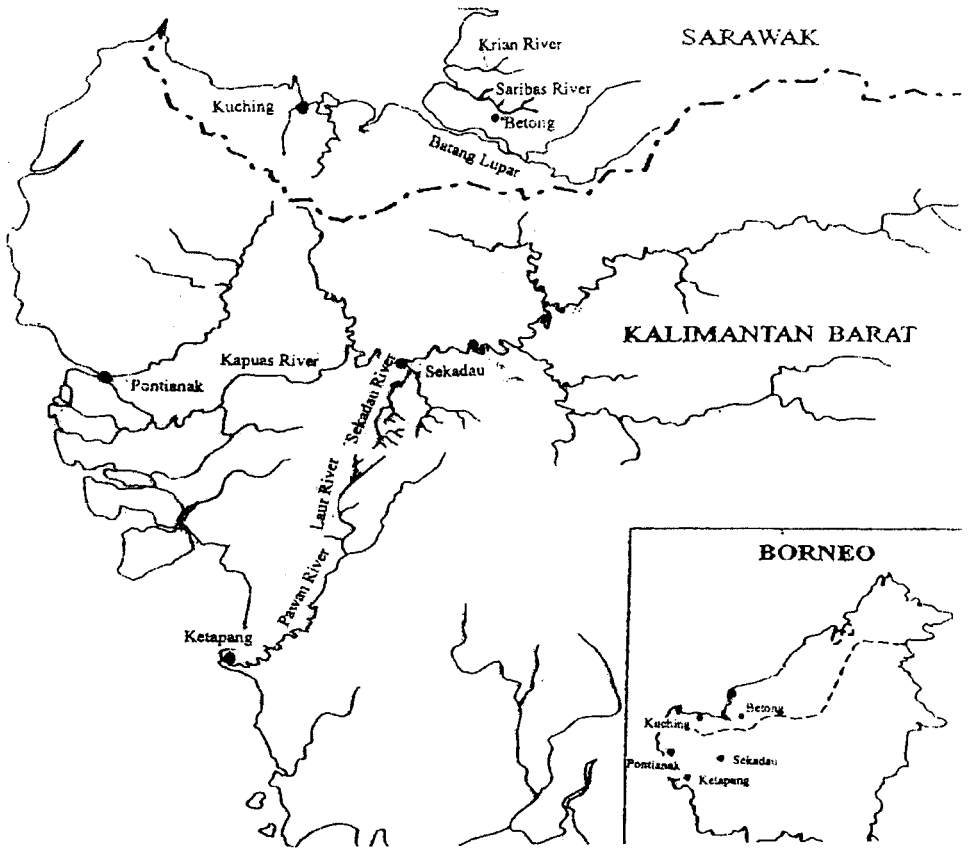 Krian River
SARAWAK
Saribas River
Kuching
Betong
Batang Lupar
KALIMANTAN BARAT
Kapuas River
Pontianak
Sekadau
Sekadau River
Laur River
Pawan River
Ketapang
BORNEO
Betong
Kuching
Pontianak
Sekadau
Ketapang